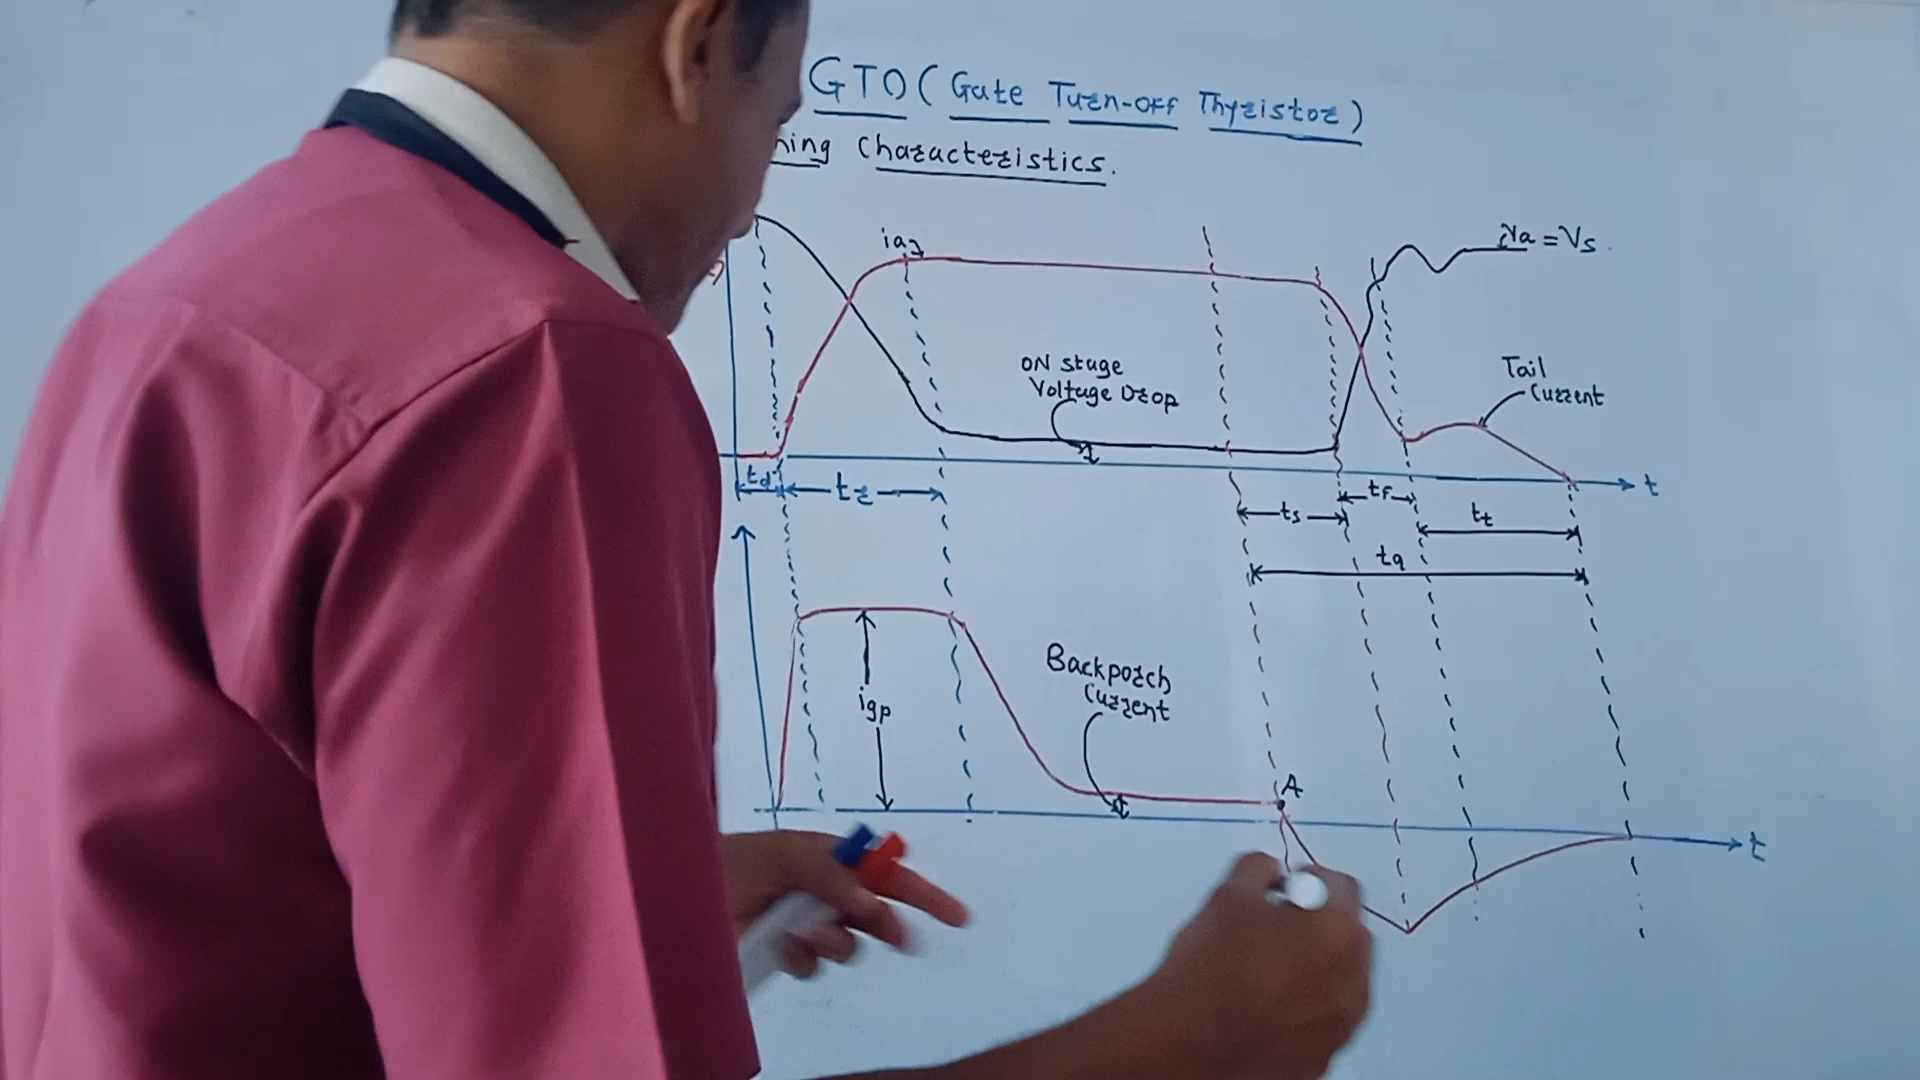 GTO (Gate Turn-off Thyristor)
ning Characteristics.
ia
Va = Vs
ON Stage
Voltage Drop
Tail
Current
td
tr
t
ts
tf
tt
tq
Backporch
Current
igp
A
t